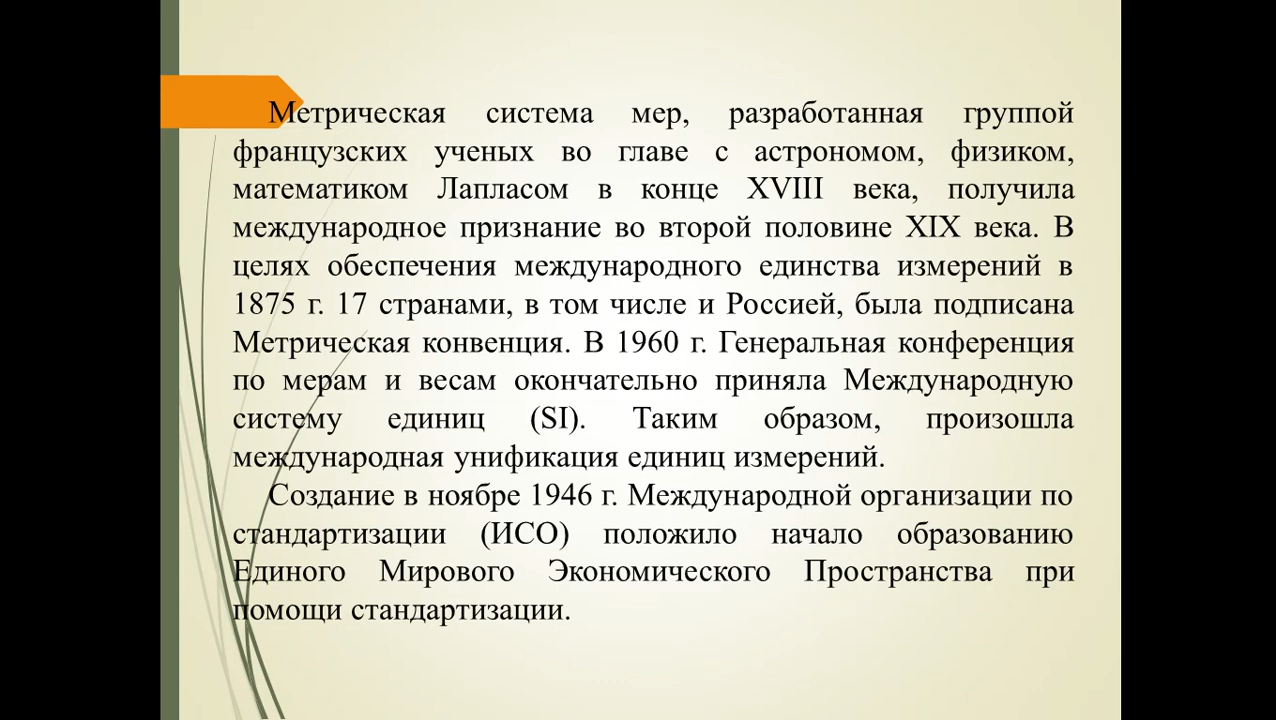 Метрическая система мер, разработанная группой
французских ученых во главе с астрономом, физиком,
математиком Лапласом в конце XVIII века, получила
международное признание во второй половине XIX века. В
целях обеспечения международного единства измерений в
1875 г. 17 странами, в том числе и Россией, была подписана
Метрическая конвенция. В 1960 г. Генеральная конференция
по мерам и весам окончательно приняла Международную
систему единиц (SI). Таким образом, произошла
международная унификация единиц измерений.
Создание в ноябре 1946 г. Международной организации по
стандартизации (ИСО) положило начало образованию
Единого Мирового Экономического Пространства при
помощи стандартизации.